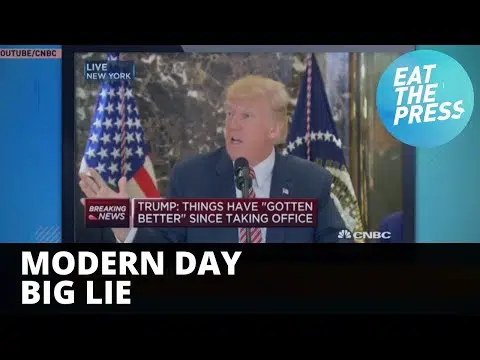 YOUTUBE/CNBC
LIVE
NEW YORK
EAT
THE
PRESS
BREAKING
NEWS
TRUMP: THINGS HAVE "GOTTEN
BETTER" SINCE TAKING OFFICE
CNBC
MODERN DAY
BIG LIE